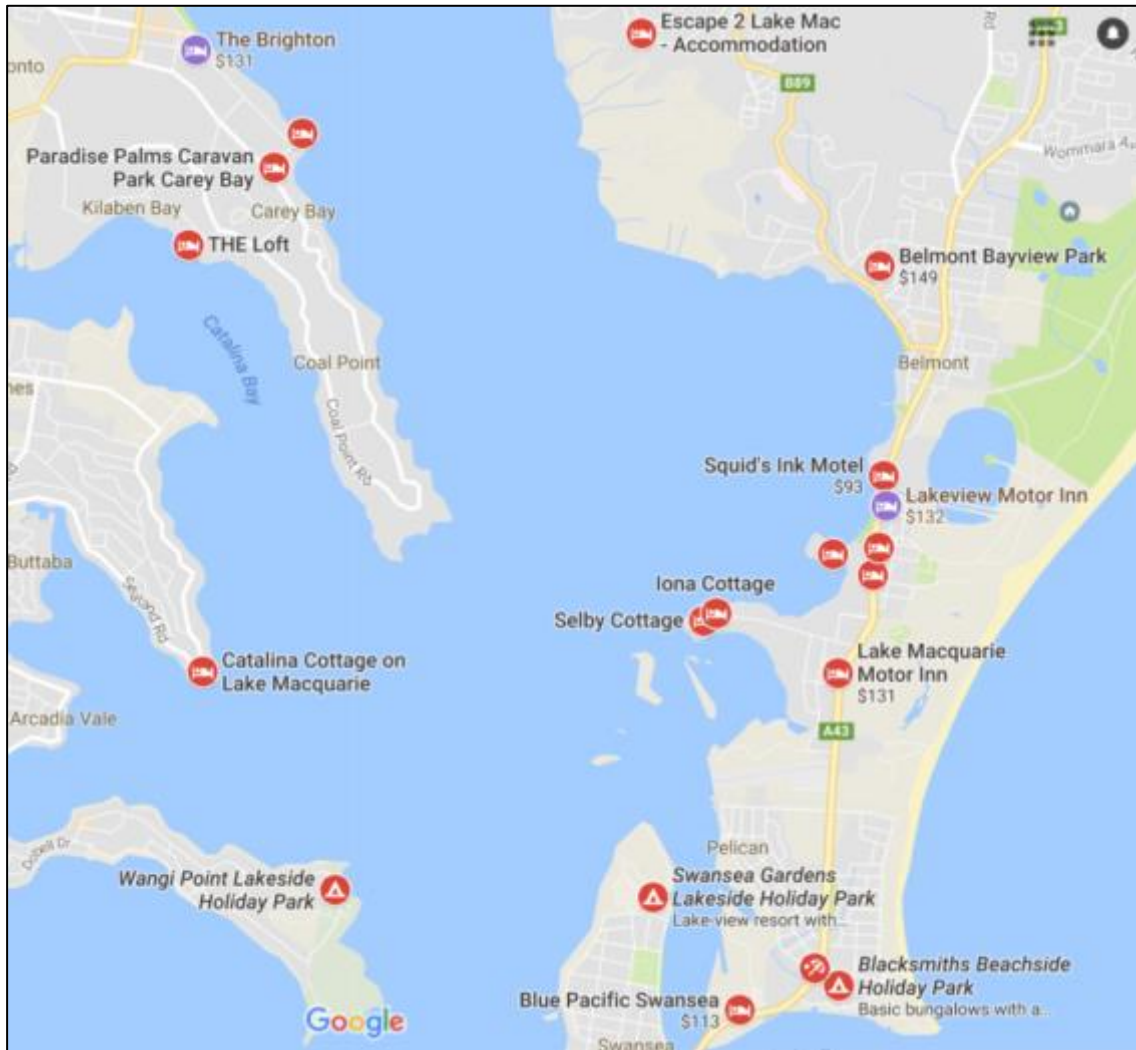 The Brighton
$131
Escape 2 Lake Mac
- Accommodation
onto
B89
Paradise Palms Caravan
Park Carey Bay
Wommara A
Rd
Kilaben Bay
Carey Bay
THE Loft
Belmont Bayview Park
$149
Catalina Bay
Coal Point
Belmont
nes
Coal Point Rd
Squid's Ink Motel
$93
Lakeview Motor Inn
$132
Buttaba
Iona Cottage
Selby Cottage
Second Rd
Catalina Cottage on
Lake Macquarie
Lake Macquarie
Motor Inn
$131
Arcadia Vale
A43
Dobell Dr
Pelican
Wangi Point Lakeside
Holiday Park
Swansea Gardens
Lakeside Holiday Park
Lake-view resort with...
Blacksmiths Beachside
Holiday Park
Basic bungalows with a...
Blue Pacific Swansea
$113
Google
Swansea